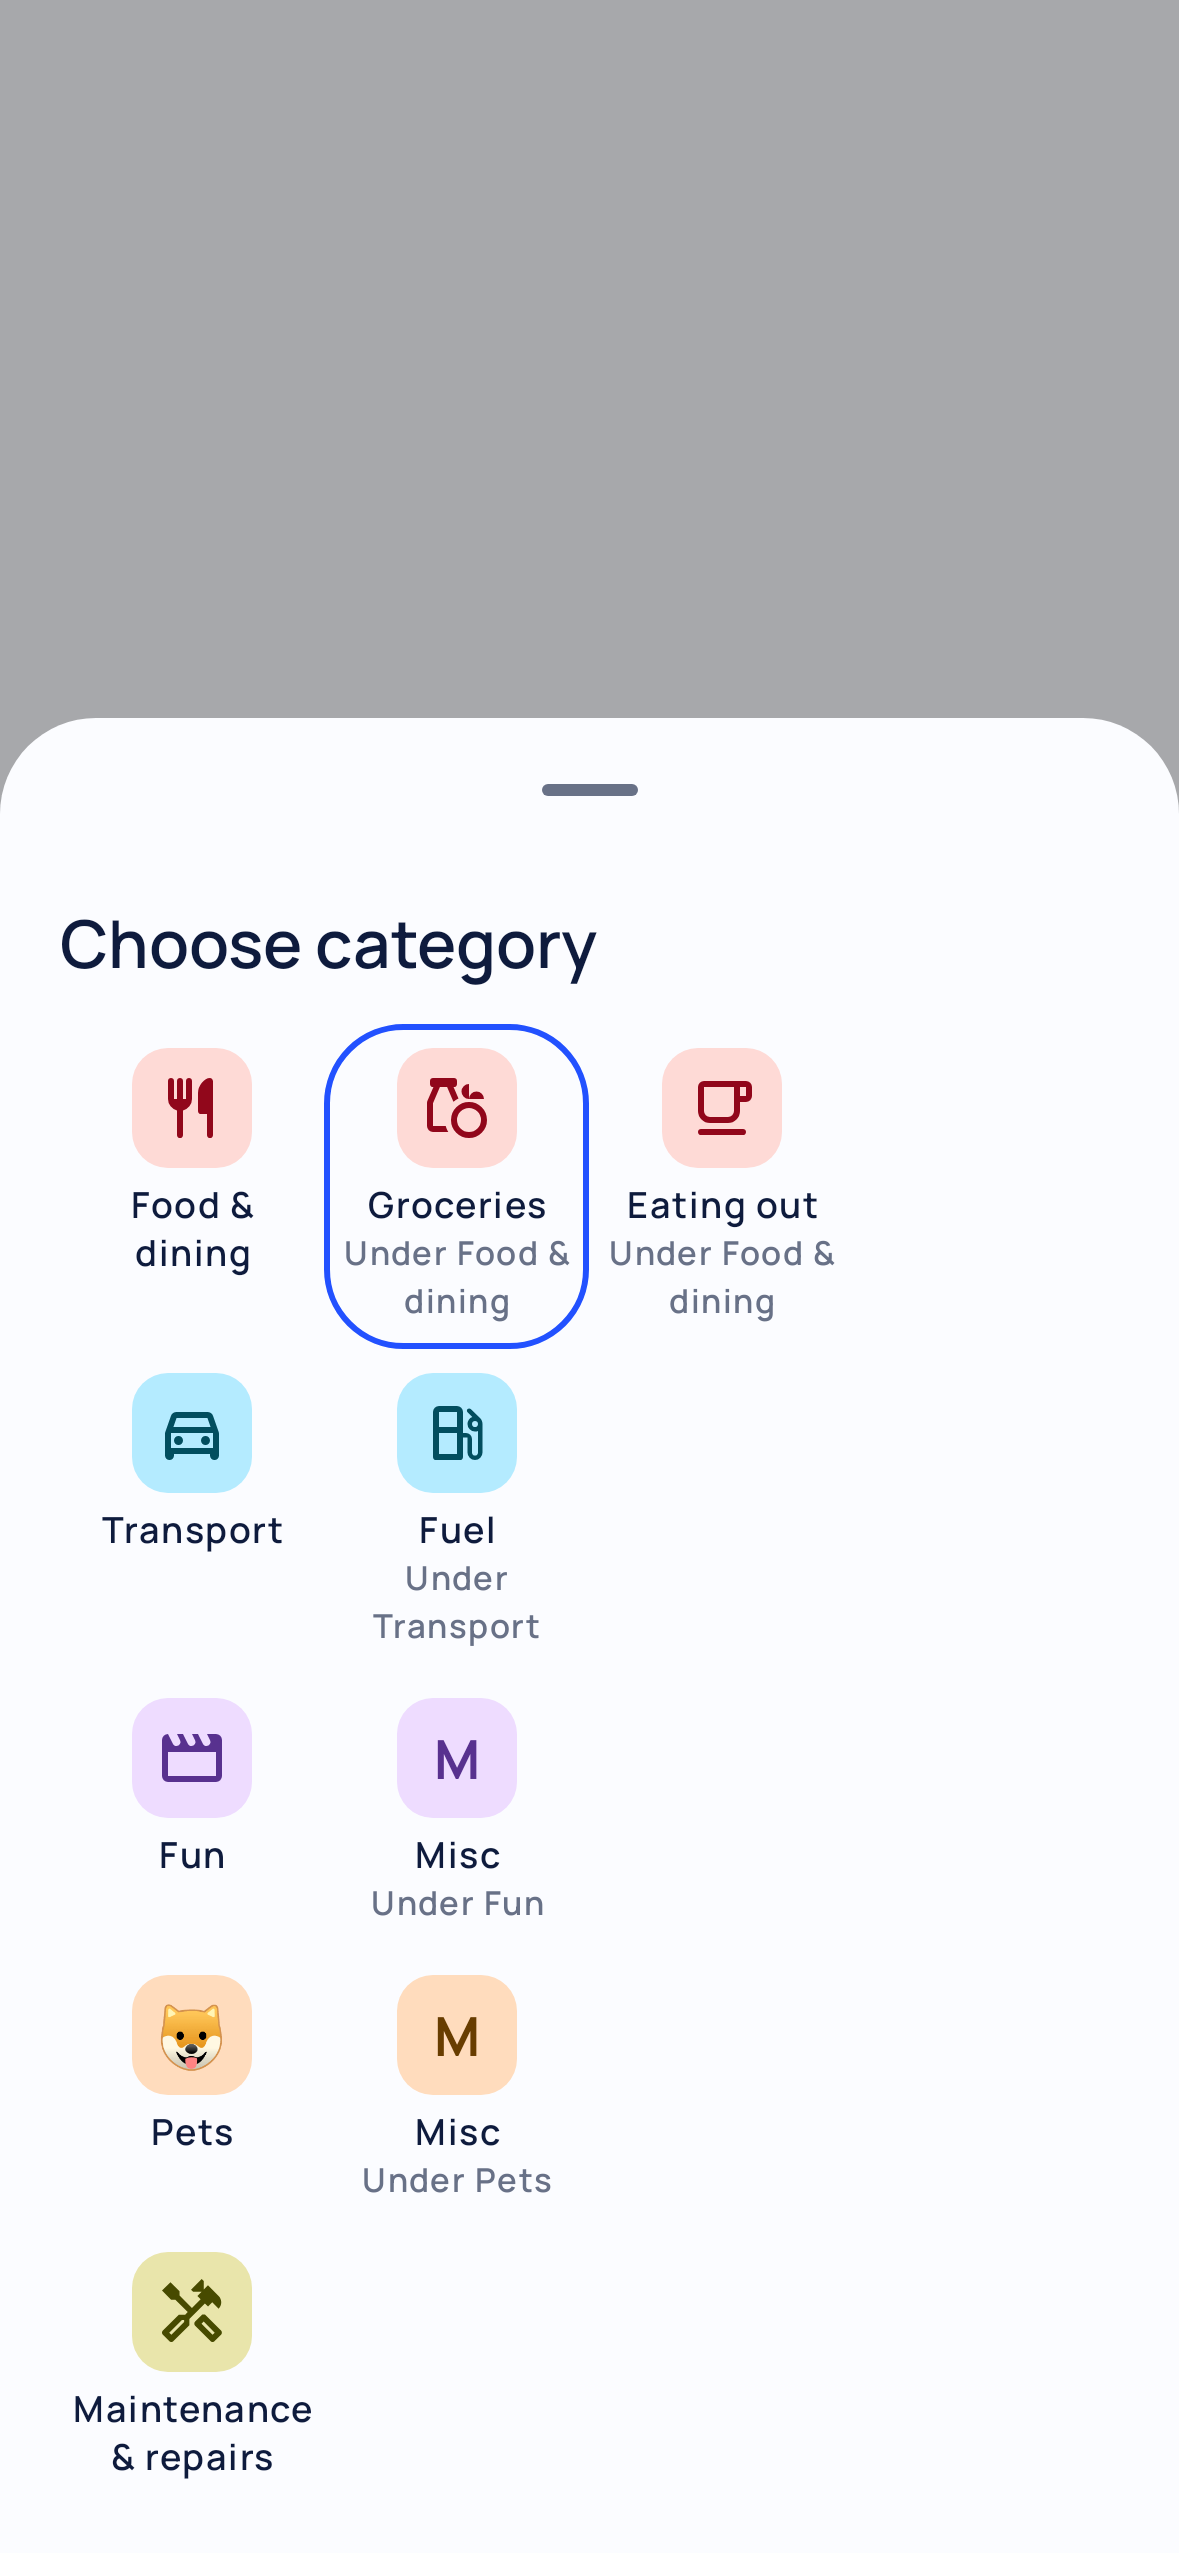 Choose category
Food &
dining
Groceries
Under Food &
dining
Eating out
Under Food &
dining
Transport
Fuel
Under
Transport
Fun
M
Misc
Under Fun
Pets
M
Misc
Under Pets
Maintenance
& repairs